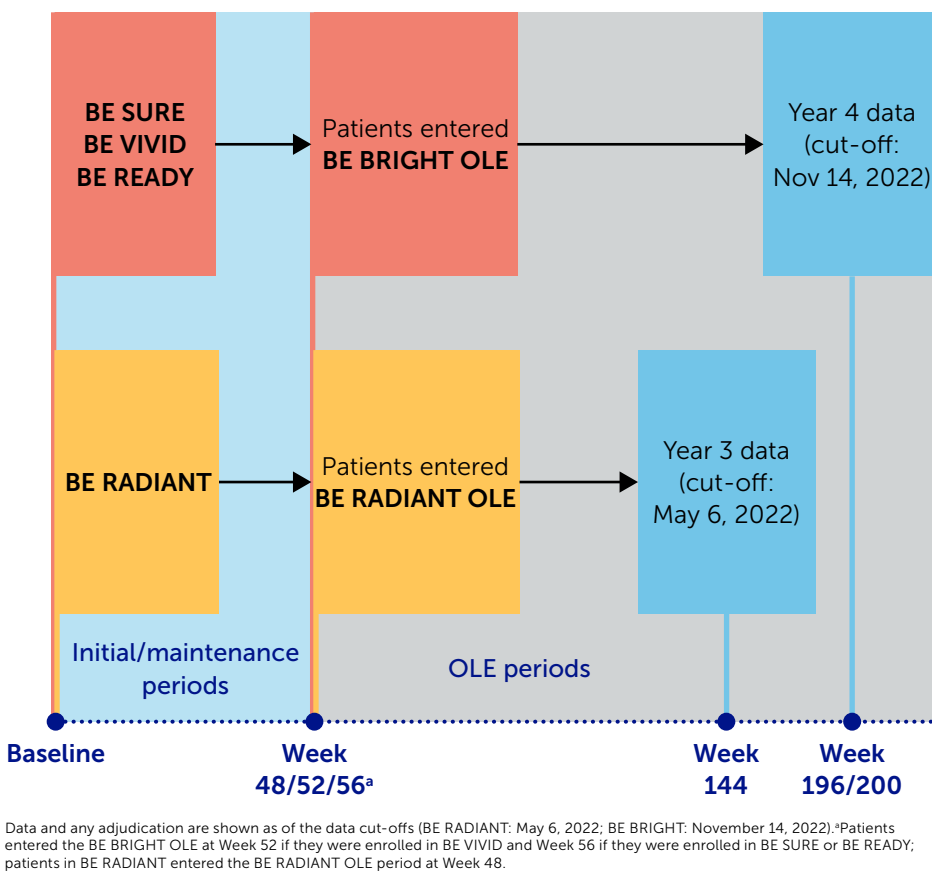 BE SURE
BE VIVID
BE READY
Patients entered
BE BRIGHT OLE
Year 4 data
(cut-off:
Nov 14, 2022)
BE RADIANT
Patients entered
BE RADIANT OLE
Year 3 data
(cut-off:
May 6, 2022)
Initial/maintenance
periods
OLE periods
Baseline
Week
48/52/56ᵃ
Week
144
Week
196/200
Data and any adjudication are shown as of the data cut-offs (BE RADIANT: May 6, 2022; BE BRIGHT: November 14, 2022).ᵃPatients
entered the BE BRIGHT OLE at Week 52 if they were enrolled in BE VIVID and Week 56 if they were enrolled in BE SURE or BE READY;
patients in BE RADIANT entered the BE RADIANT OLE period at Week 48.